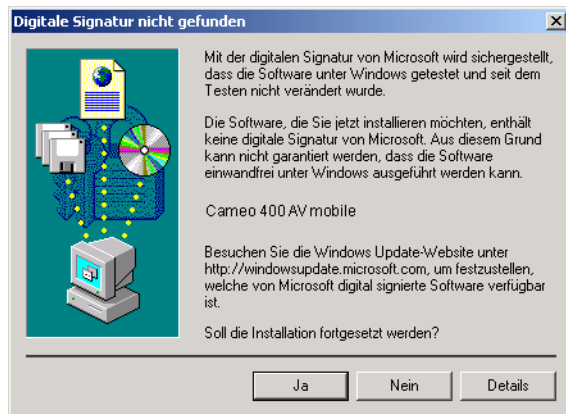 Digitale Signatur nicht gefunden
Mit der digitalen Signatur von Microsoft wird sichergestellt,
dass die Software unter Windows getestet und seit dem
Testen nicht verändert wurde.
Die Software, die Sie jetzt installieren möchten, enthält
keine digitale Signatur von Microsoft. Aus diesem Grund
kann nicht garantiert werden, dass die Software
einwandfrei unter Windows ausgeführt werden kann.
Cameo 400 AV mobile
Besuchen Sie die Windows Update-Website unter
http://windowsupdate.microsoft.com, um festzustellen,
welche von Microsoft digital signierte Software verfügbar
ist.
Soll die Installation fortgesetzt werden?
Ja
Nein
Details